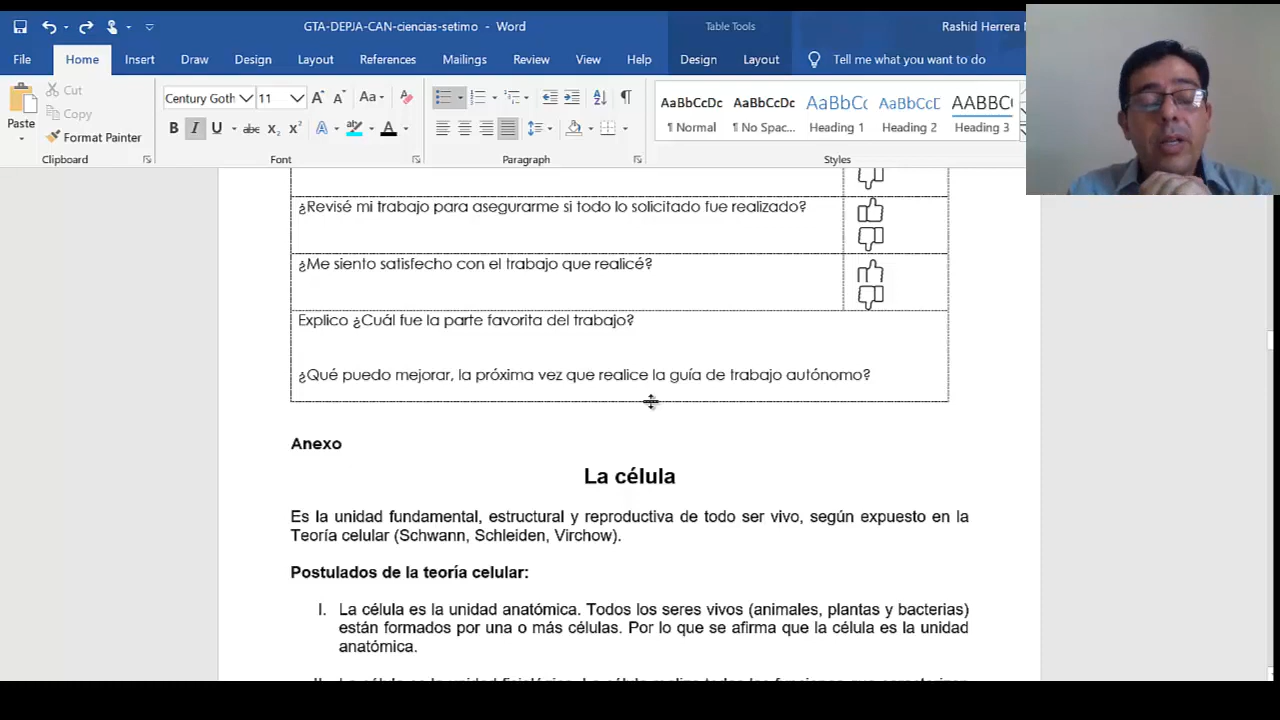 GTA-DEPJA-CAN-ciencias-setimo - Word
Table Tools
Rashid Herrera
File Home Insert Draw Design Layout References Mailings Review View Help Design Layout Tell me what you want to do
Paste
Cut
Copy
Format Painter
Clipboard
Century Goth 11
Aa
B I U abc x2 x2 A A
Font
Paragraph
AaBbCcDc AaBbCcDc AaBbCc AaBbCcD AABBC
¶ Normal ¶ No Spac... Heading 1 Heading 2 Heading 3
Styles
¿Revisé mi trabajo para asegurarme si todo lo solicitado fue realizado?
¿Me siento satisfecho con el trabajo que realicé?
Explico ¿Cuál fue la parte favorita del trabajo?
¿Qué puedo mejorar, la próxima vez que realice la guía de trabajo autónomo?
Anexo
La célula
Es la unidad fundamental, estructural y reproductiva de todo ser vivo, según expuesto en la
Teoría celular (Schwann, Schleiden, Virchow).
Postulados de la teoría celular:
I. La célula es la unidad anatómica. Todos los seres vivos (animales, plantas y bacterias)
están formados por una o más células. Por lo que se afirma que la célula es la unidad
anatómica.